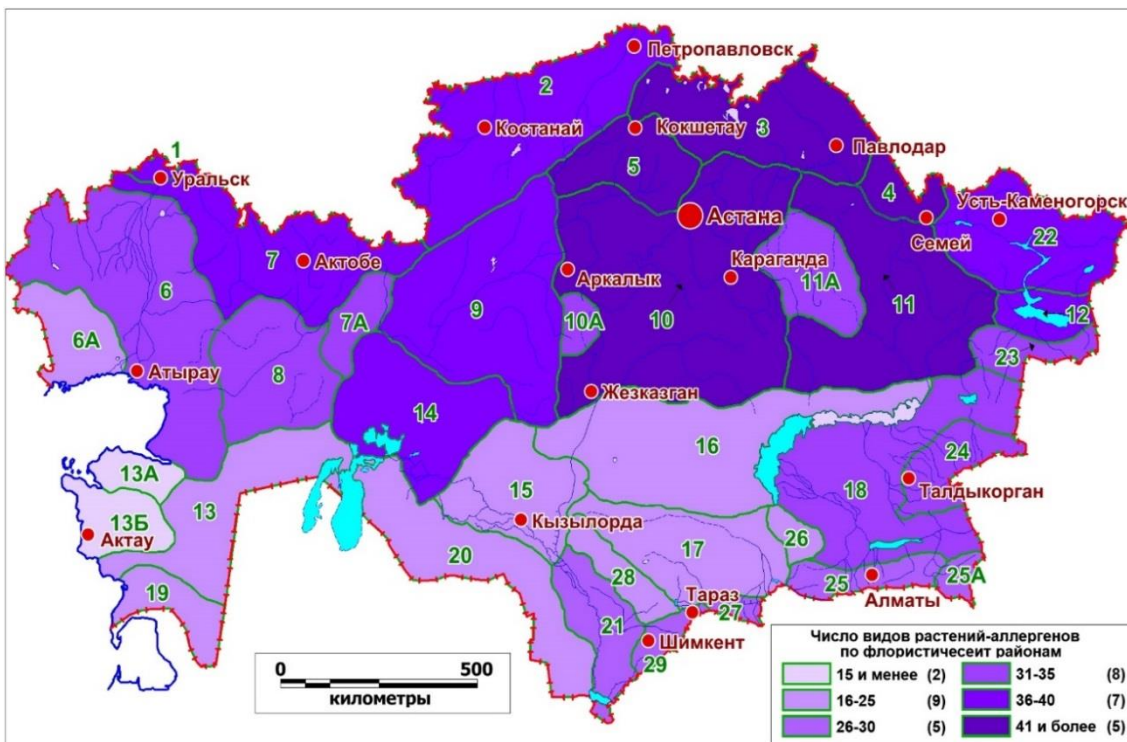 Петропавловск
2
Костанай
Кокшетау
3
Павлодар
1
Уральск
5
4
Усть-Каменогорск
Астана
Семей
22
7
Актобе
Аркалык
Караганда
11А
6
7А
9
10А
10
11
12
6А
8
23
Атырау
Жезказган
14
16
24
13А
18
Талдыкорган
13
15
13Б
Актау
Кызылорда
17
26
20
28
25
25А
19
Тараз
27
Алматы
21
Шимкент
29
0 500
километры
Число видов растений-аллергенов
по флористичесеит районам
15 и менее (2) 31-35 (8)
16-25 (9) 36-40 (7)
26-30 (5) 41 и более (5)